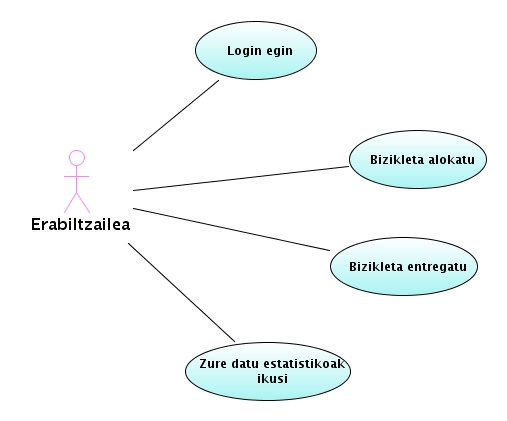 Login egin
Bizikleta alokatu
Erabiltzailea
Bizikleta entregatu
Zure datu estatistikoak
ikusi